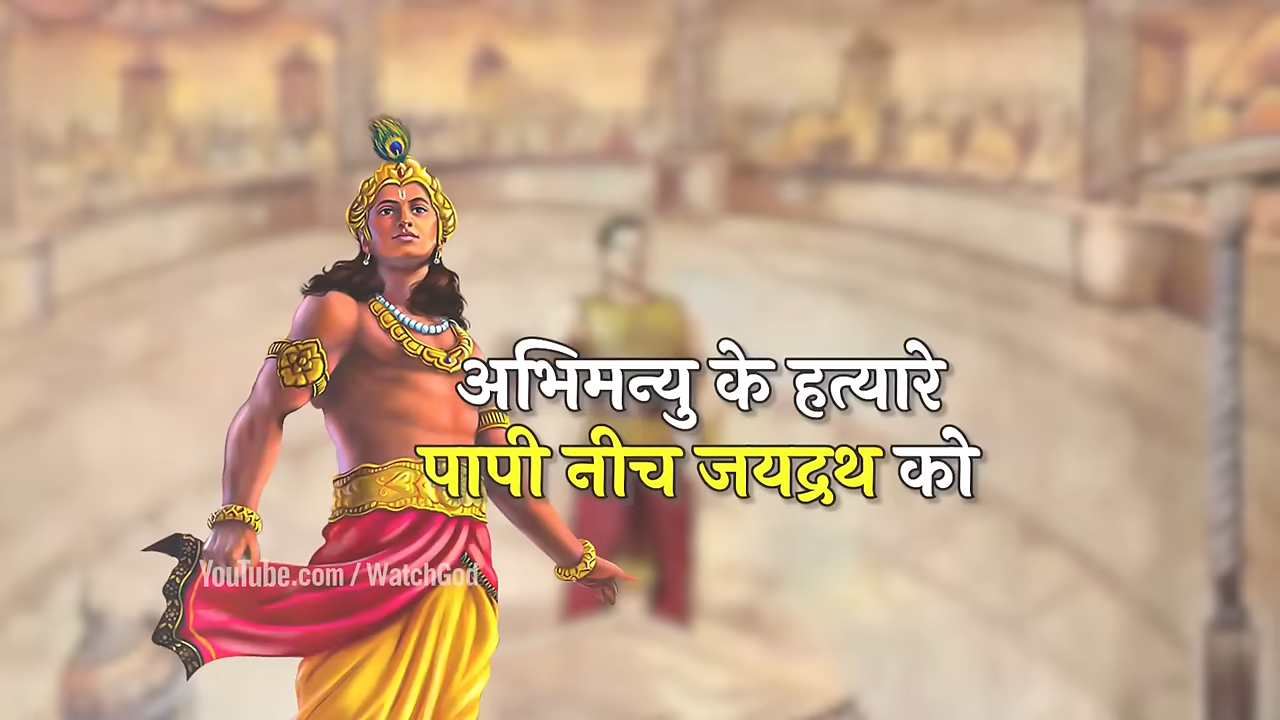 अभिमन्यु के हत्यारे
पापी नीच जयद्रथ को
YouTube.com / WatchGod